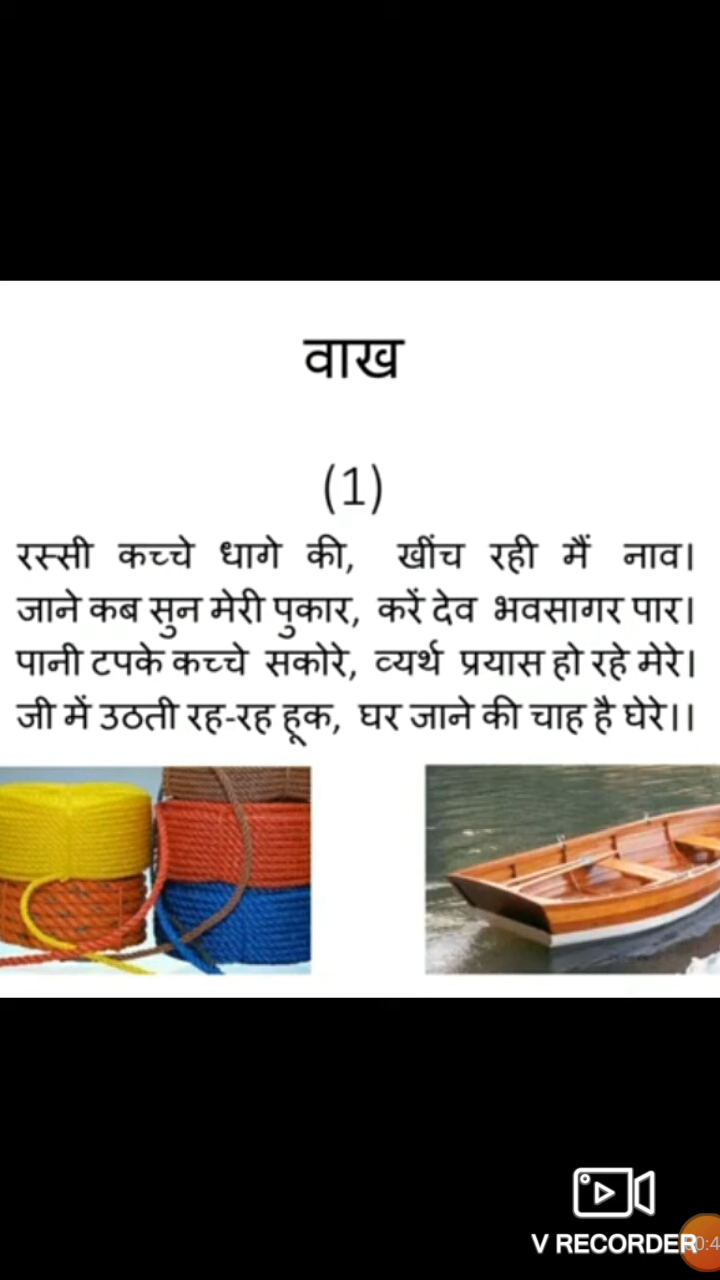 वाख
(1)
रस्सी कच्चे धागे की, खींच रही मैं नाव।
जाने कब सुन मेरी पुकार, करें देव भवसागर पार।
पानी टपके कच्चे सकोरे, व्यर्थ प्रयास हो रहे मेरे।
जी में उठती रह-रह हूक, घर जाने की चाह है घेरे।।
V RECORDER